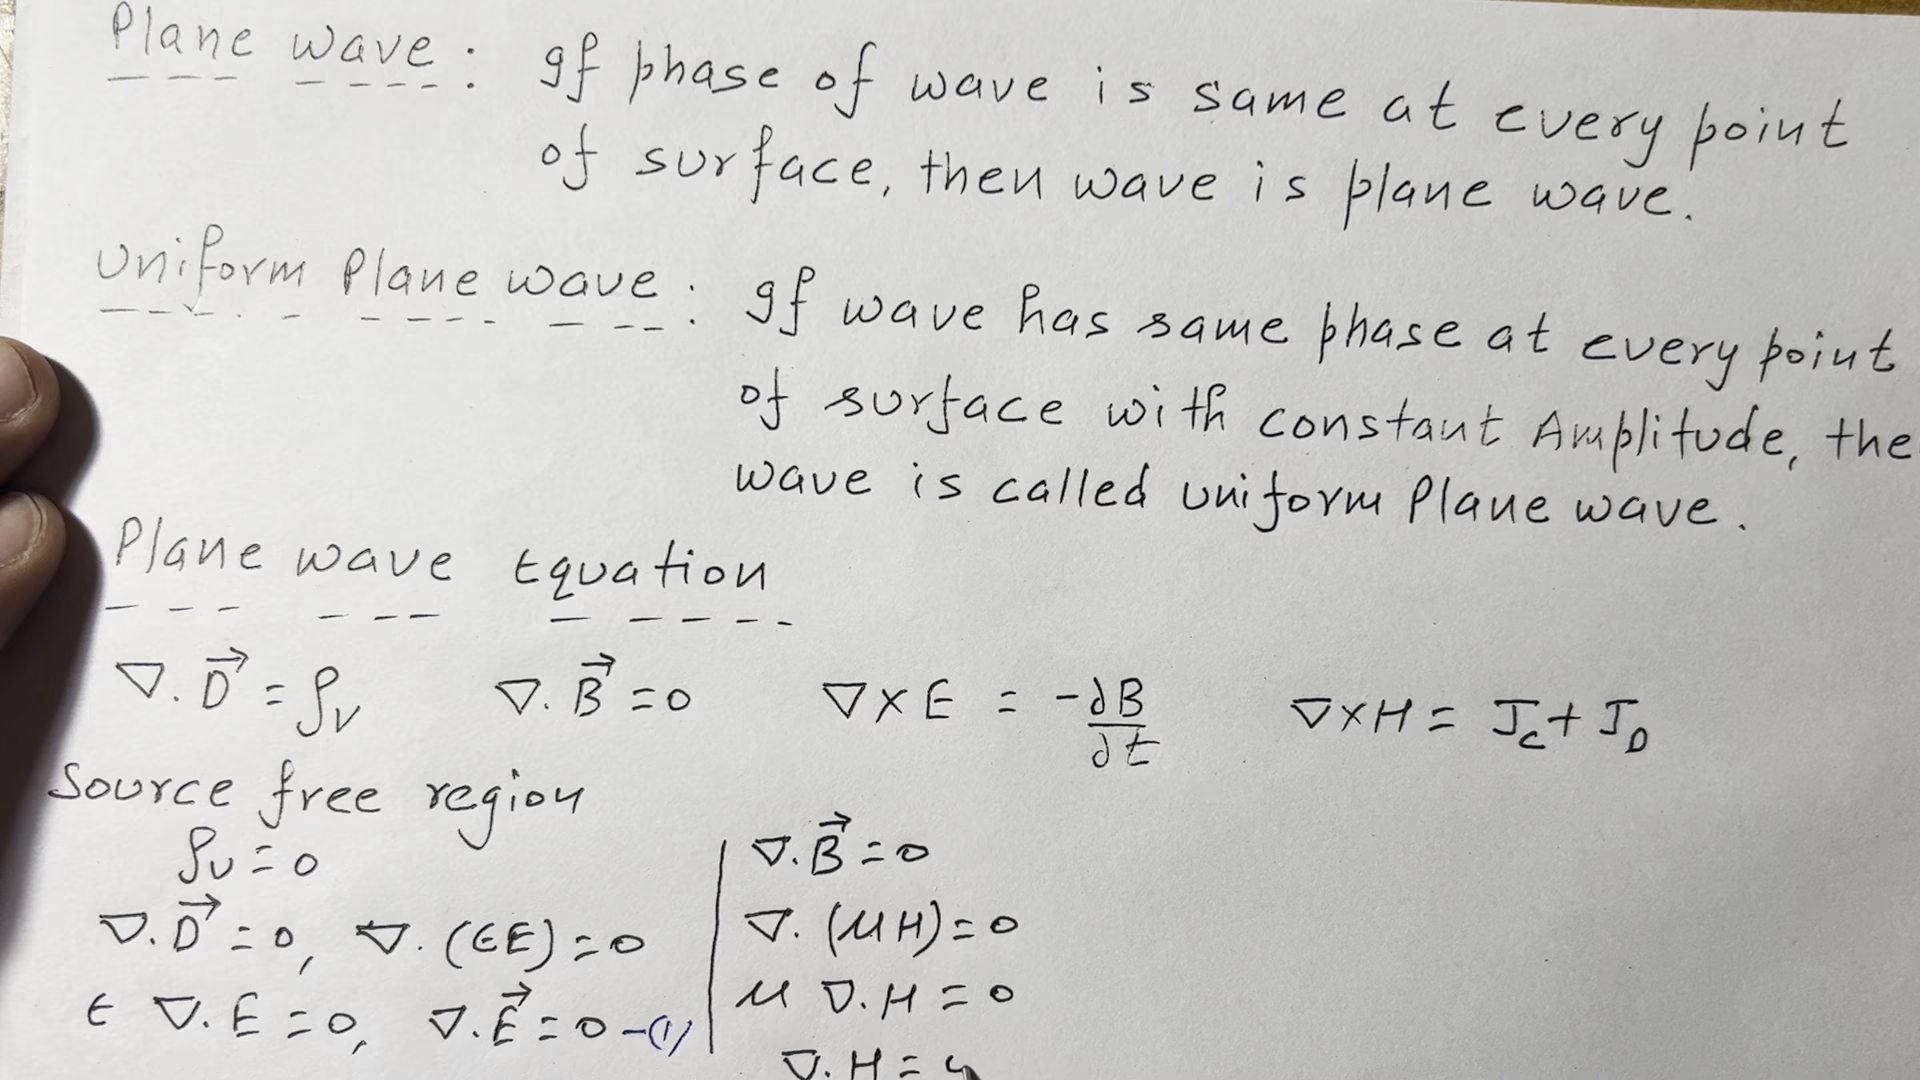 Plane wave : If phase of wave is same at every point
of surface, then wave is plane wave.
Uniform Plane wave : If wave has same phase at every point
of surface with constant Amplitude, the
wave is called uniform Plane wave.
Plane wave Equation
∇.D⃗ = ρv ∇.B⃗ = 0 ∇×E = -∂B/∂t ∇×H = Jc + JD
Source free region
ρv = 0
∇.D⃗ = 0, ∇.(εE) = 0
ε ∇.E = 0, ∇.E⃗ = 0 -(1)
∇.B⃗ = 0
∇.(μH) = 0
μ ∇.H = 0
∇.H =